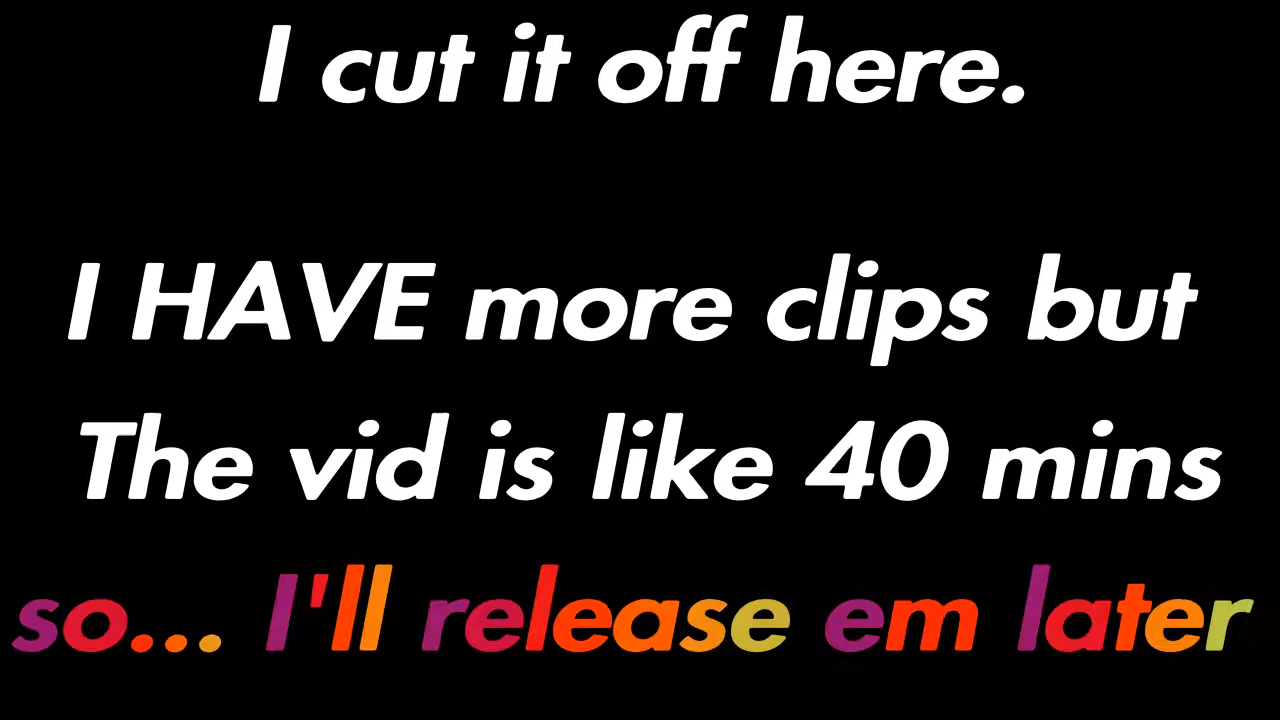 I cut it off here.
I HAVE more clips but
The vid is like 40 mins
so... I'll release em later